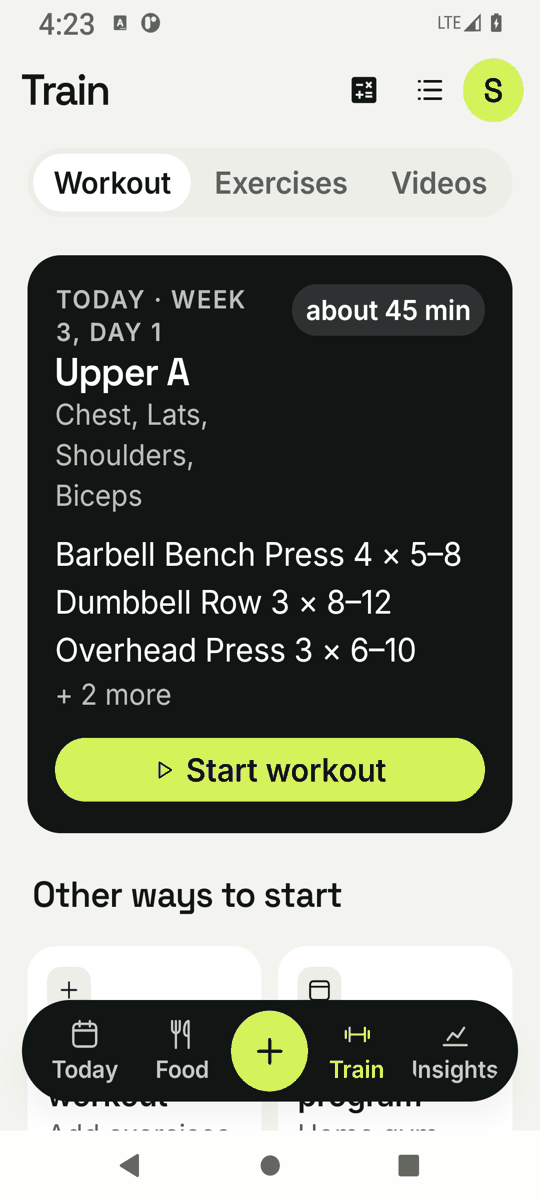 4:23
LTE
Train
S
Workout
Exercises
Videos
TODAY · WEEK
3, DAY 1
about 45 min
Upper A
Chest, Lats,
Shoulders,
Biceps
Barbell Bench Press 4 × 5–8
Dumbbell Row 3 × 8–12
Overhead Press 3 × 6–10
+ 2 more
Start workout
Other ways to start
Today
Food
Train
Insights
workout
program